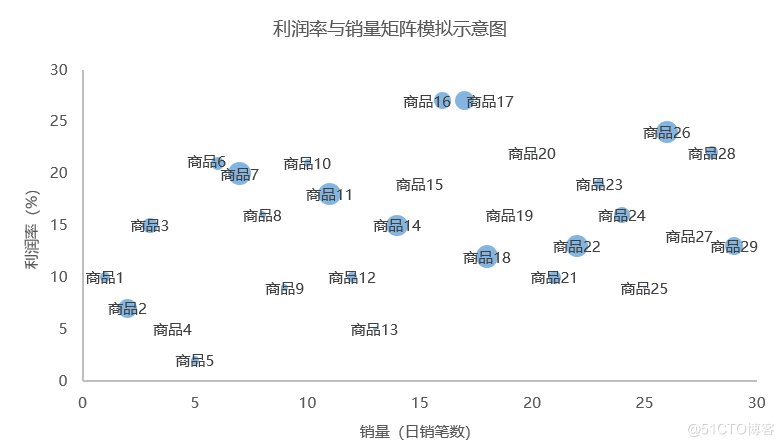 利润率与销量矩阵模拟示意图
利润率（%）
30
25
20
15
10
5
0
商品16
商品17
商品26
商品20
商品28
商品6
商品10
商品7
商品15
商品23
商品11
商品8
商品19
商品24
商品3
商品14
商品27
商品22
商品29
商品18
商品1
商品12
商品21
商品9
商品25
商品2
商品4
商品13
商品5
0 5 10 15 20 25 30
销量（日销笔数）
@51CTO博客